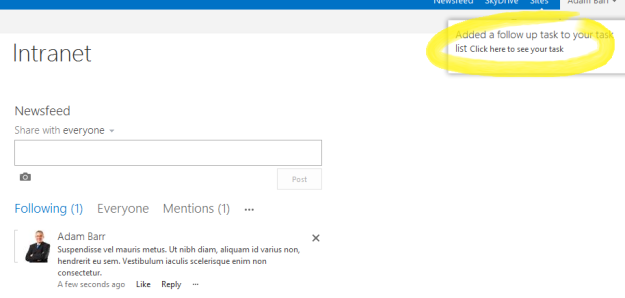 Newsfeed SkyDrive Sites Adam Barr
Added a follow up task to your task
list Click here to see your task
Intranet
Newsfeed
Share with everyone
Post
Following (1) Everyone Mentions (1) ...
Adam Barr
Suspendisse vel mauris metus. Ut nibh diam, aliquam id varius non,
hendrerit eu sem. Vestibulum iaculis scelerisque enim non
consectetur.
A few seconds ago Like Reply ...